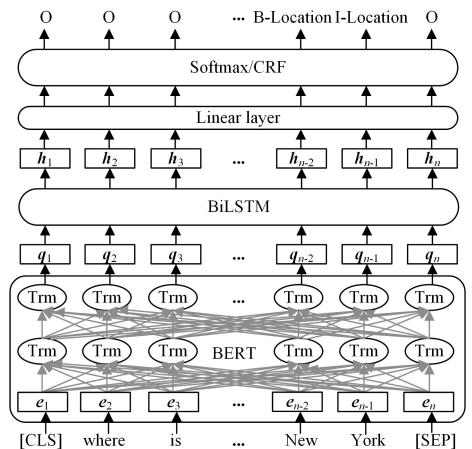 O O O ... B-Location I-Location O
Softmax/CRF
Linear layer
h1 h2 h3 ... hn-2 hn-1 hn
BiLSTM
q1 q2 q3 ... qn-2 qn-1 qn
Trm Trm Trm ... Trm Trm Trm
Trm Trm Trm BERT Trm Trm Trm
e1 e2 e3 ... en-2 en-1 en
[CLS] where is ... New York [SEP]